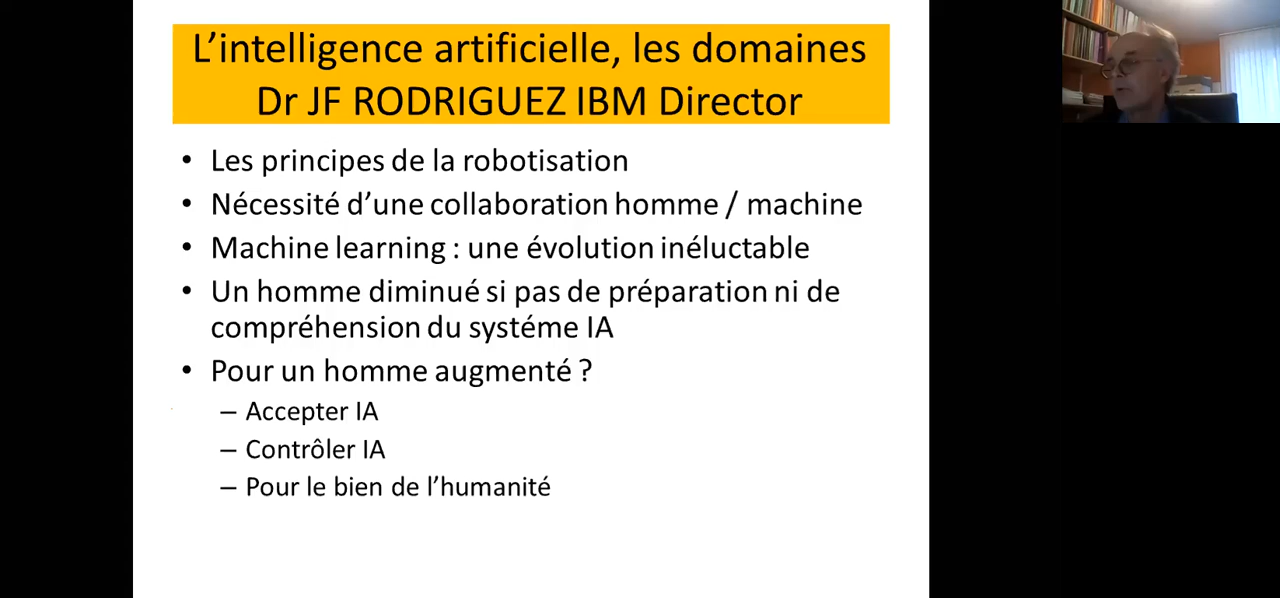 L’intelligence artificielle, les domaines
Dr JF RODRIGUEZ IBM Director
• Les principes de la robotisation
• Nécessité d’une collaboration homme / machine
• Machine learning : une évolution inéluctable
• Un homme diminué si pas de préparation ni de
compréhension du systéme IA
• Pour un homme augmenté ?
– Accepter IA
– Contrôler IA
– Pour le bien de l’humanité